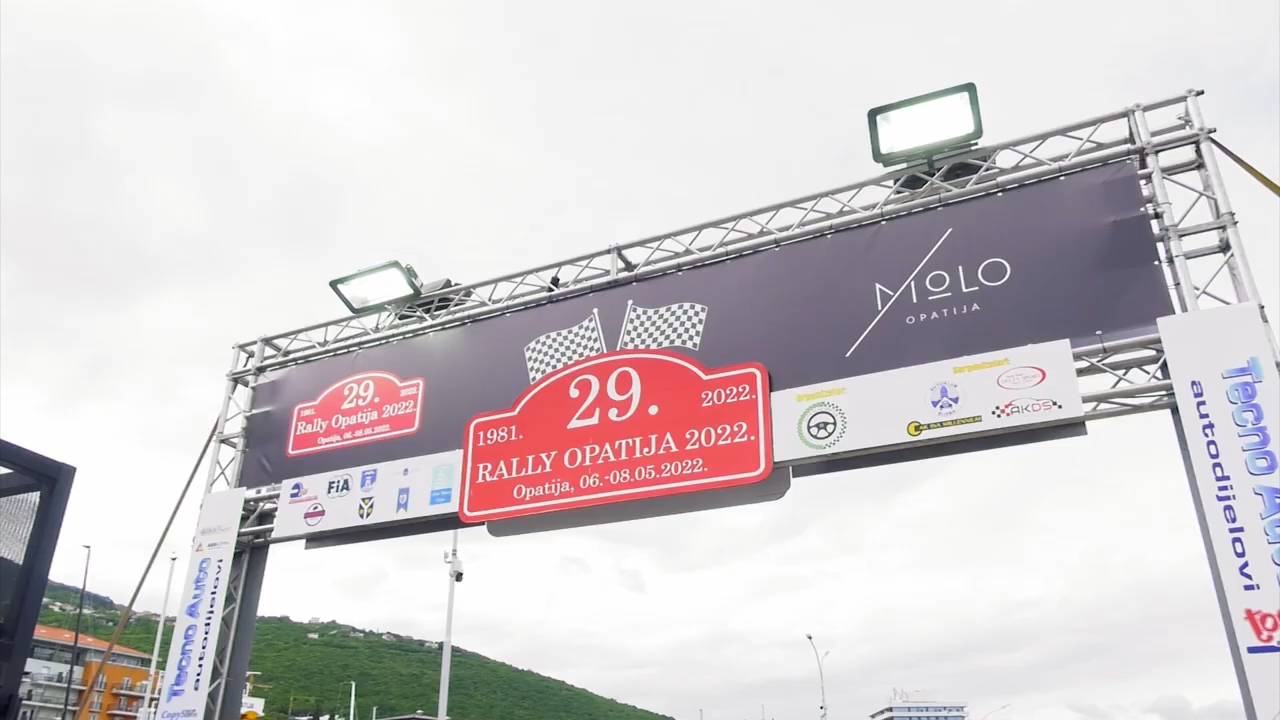 MOLO
OPATIJA
29.
1981.
2022.
Rally Opatija 2022.
Opatija, 06.-08.05.2022.
29.
1981.
2022.
RALLY OPATIJA 2022.
Opatija, 06.-08.05.2022.
FIA
AKDS
Tecno Auto
autodijelovi
Tecno Auto
autodijelovi